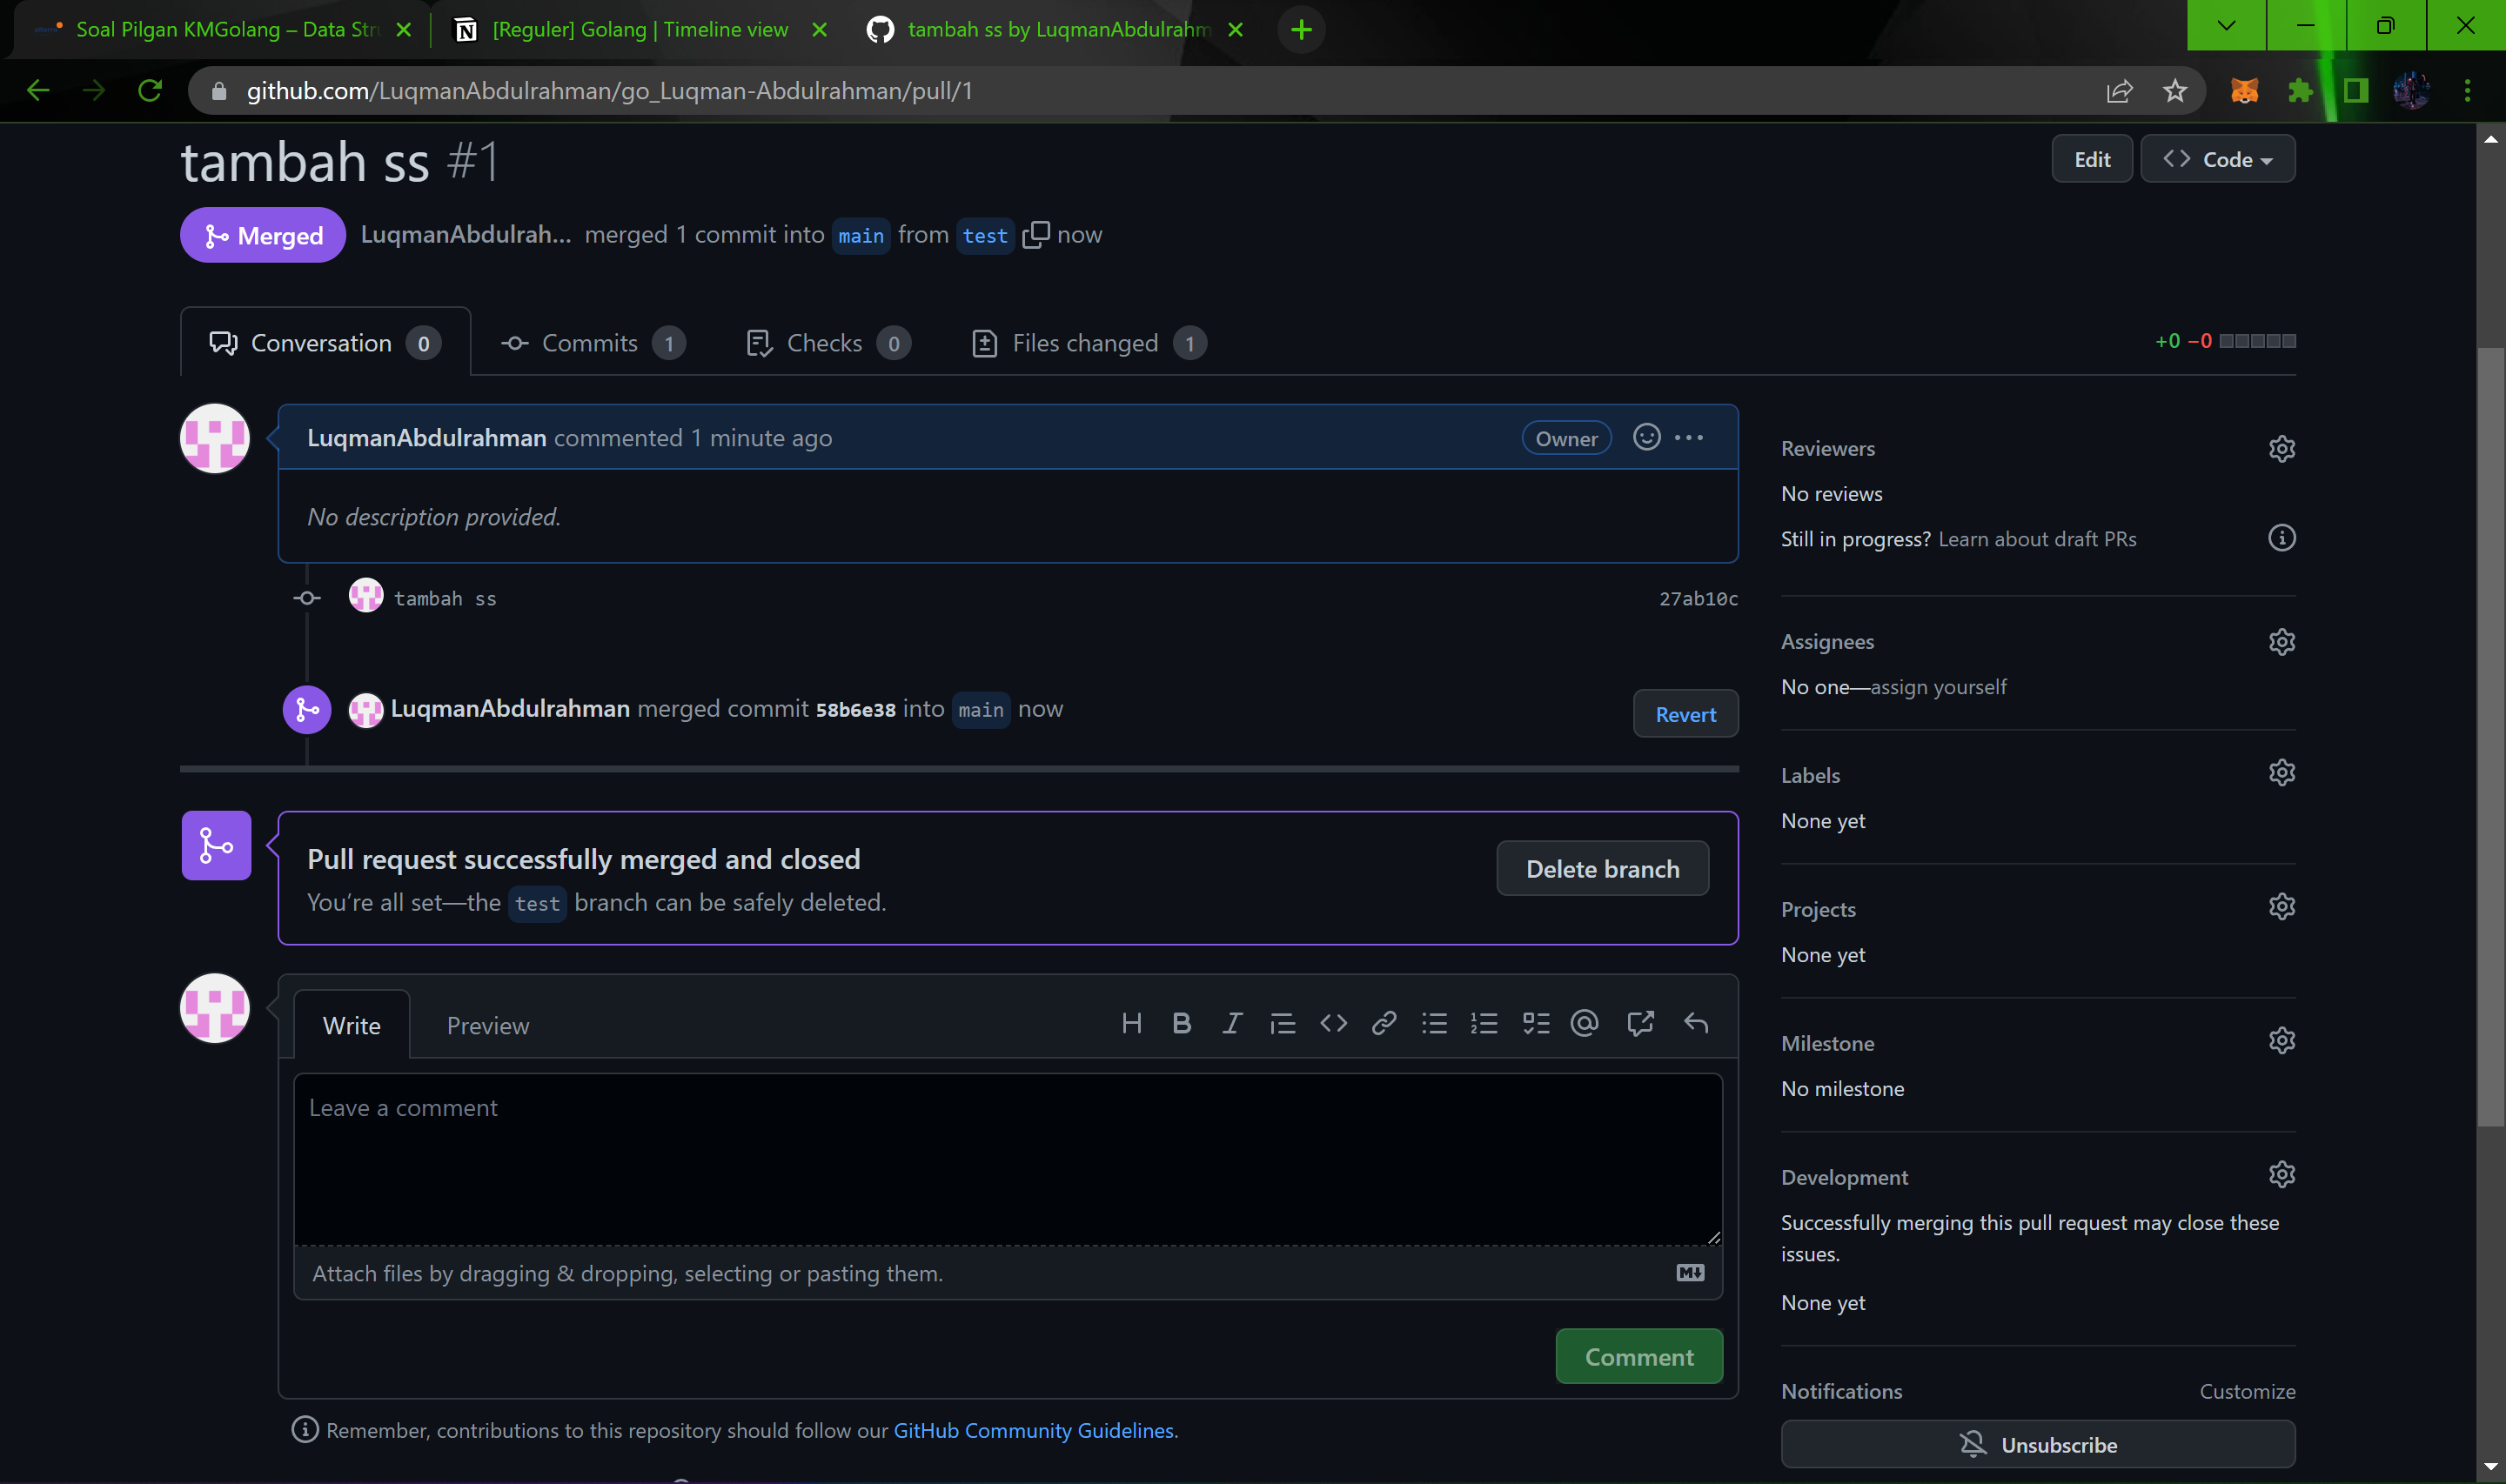 Soal Pilgan KMGolang – Data Stru
[Reguler] Golang | Timeline view
tambah ss by LuqmanAbdulrahm
github.com/LuqmanAbdulrahman/go_Luqman-Abdulrahman/pull/1
tambah ss #1
Edit
Code
Merged
LuqmanAbdulrah... merged 1 commit into main from test now
Conversation 0
Commits 1
Checks 0
Files changed 1
+0 −0
LuqmanAbdulrahman commented 1 minute ago
Owner
No description provided.
tambah ss
27ab10c
LuqmanAbdulrahman merged commit 58b6e38 into main now
Revert
Pull request successfully merged and closed
You’re all set—the test branch can be safely deleted.
Delete branch
Write
Preview
Leave a comment
Attach files by dragging & dropping, selecting or pasting them.
Comment
Remember, contributions to this repository should follow our GitHub Community Guidelines.
Reviewers
No reviews
Still in progress? Learn about draft PRs
Assignees
No one—assign yourself
Labels
None yet
Projects
None yet
Milestone
No milestone
Development
Successfully merging this pull request may close these
issues.
None yet
Notifications
Customize
Unsubscribe